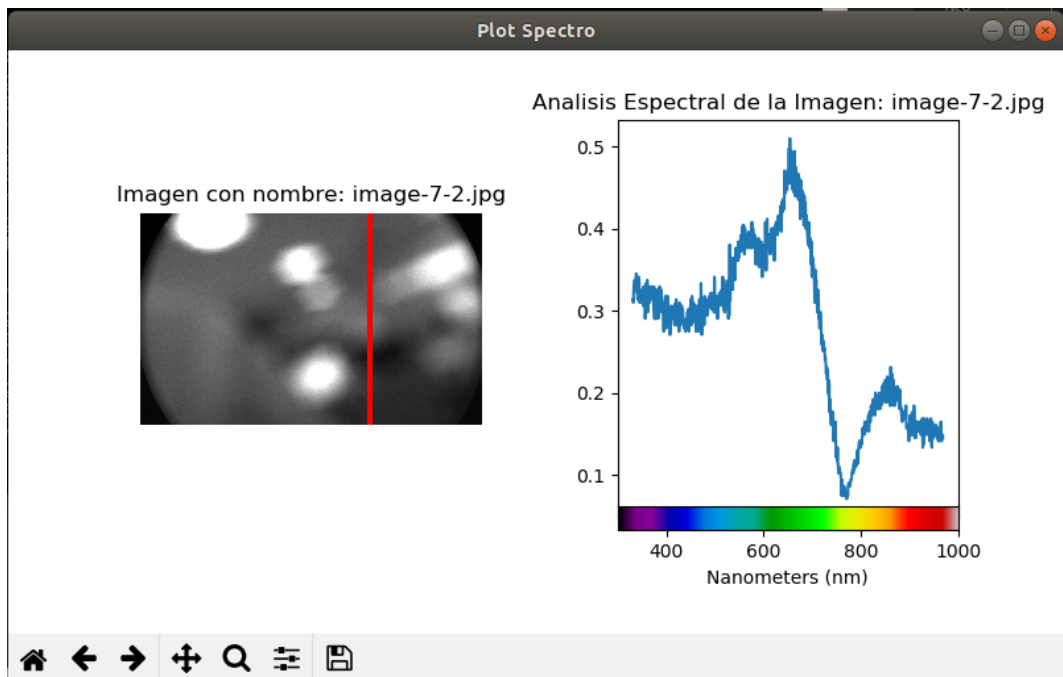 Plot Spectro
Imagen con nombre: image-7-2.jpg
Analisis Espectral de la Imagen: image-7-2.jpg
0.5
0.4
0.3
0.2
0.1
400 600 800 1000
Nanometers (nm)